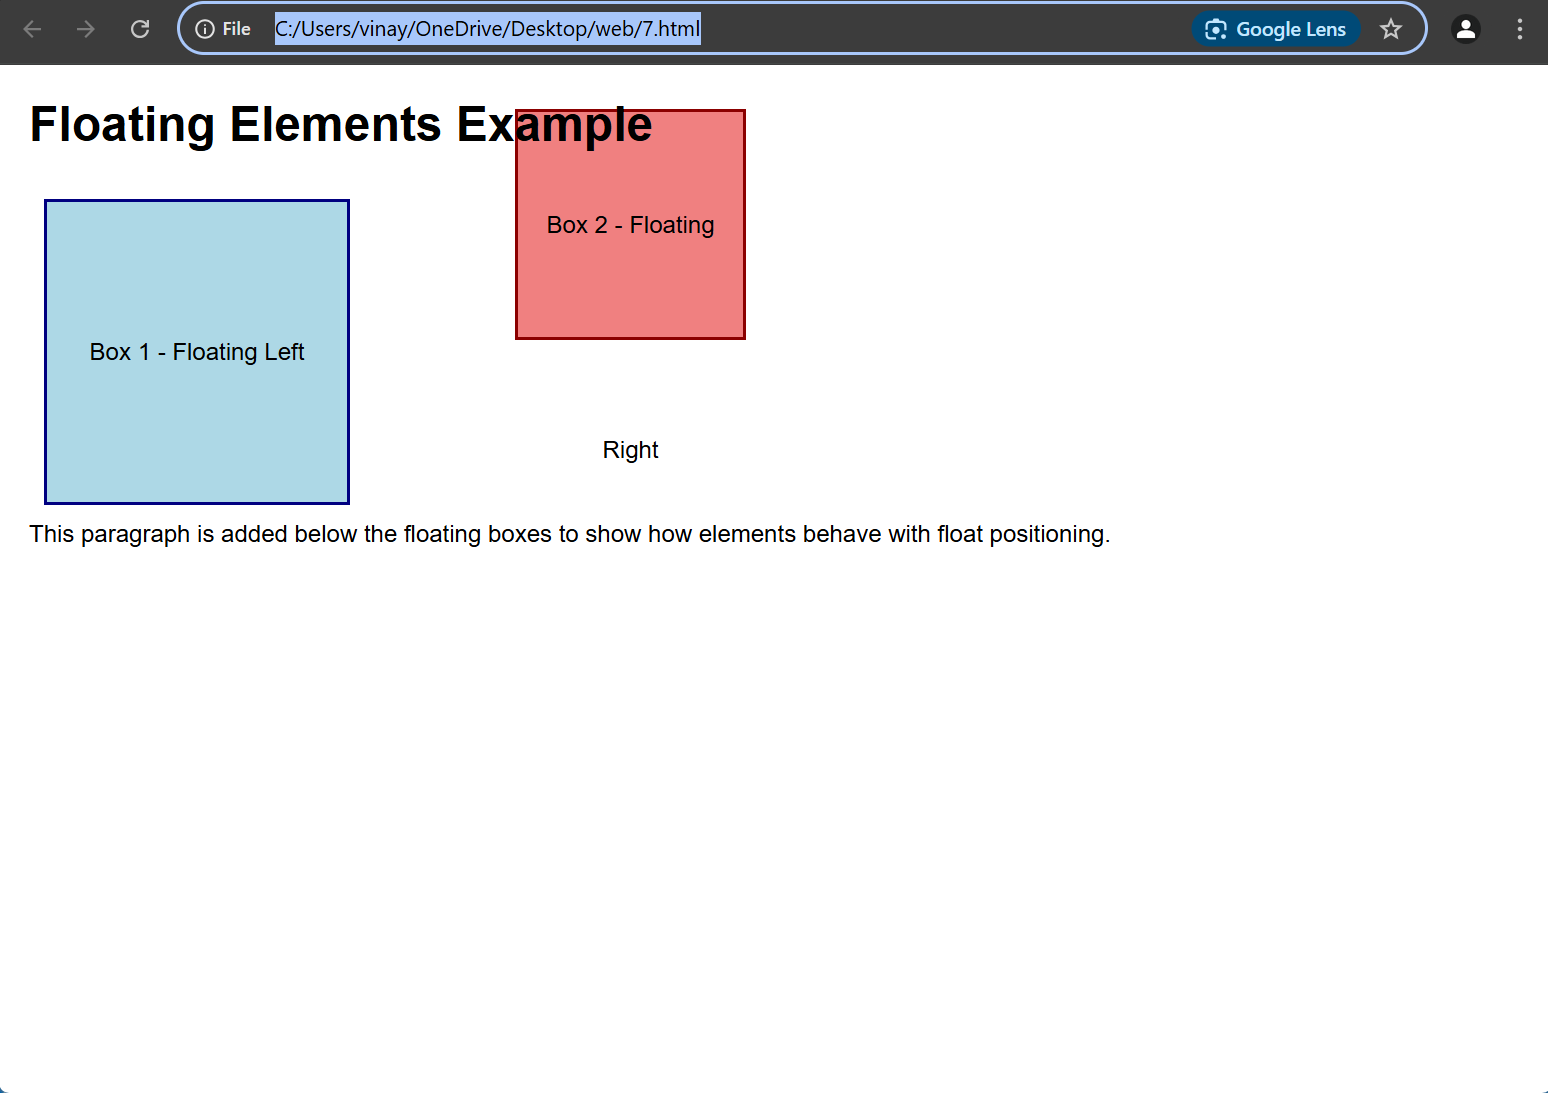 File C:/Users/vinay/OneDrive/Desktop/web/7.html Google Lens
Floating Elements Example
Box 2 - Floating
Box 1 - Floating Left
Right
This paragraph is added below the floating boxes to show how elements behave with float positioning.